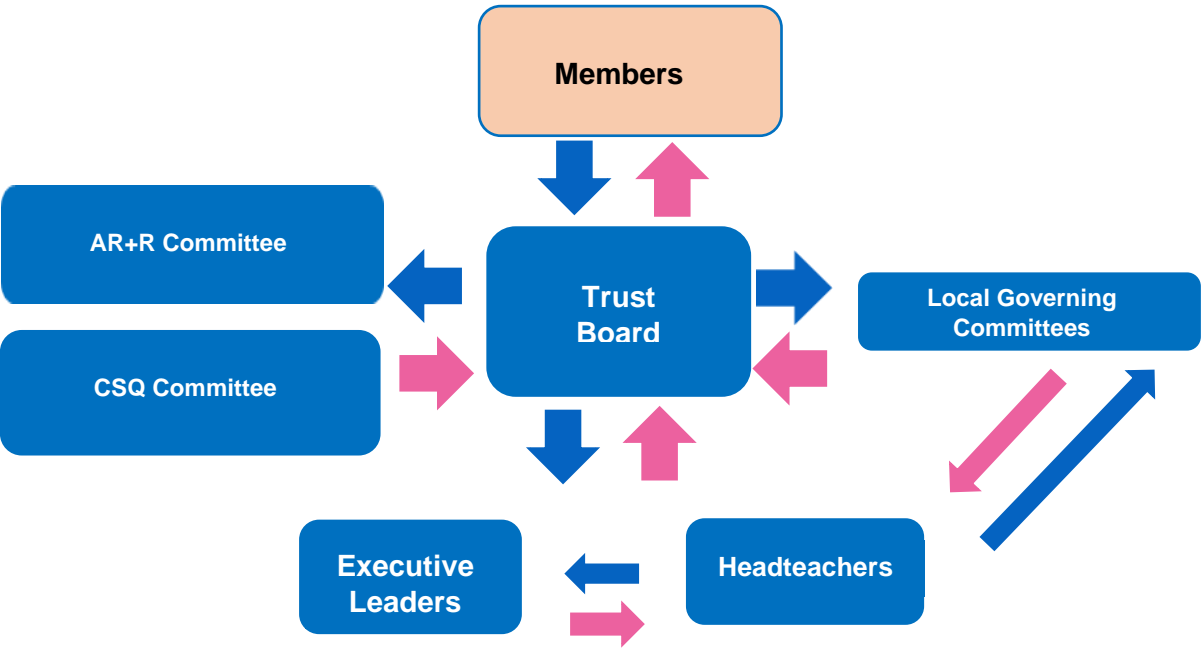 Members
AR+R Committee
Trust
Board
Local Governing
Committees
CSQ Committee
Executive
Leaders
Headteachers